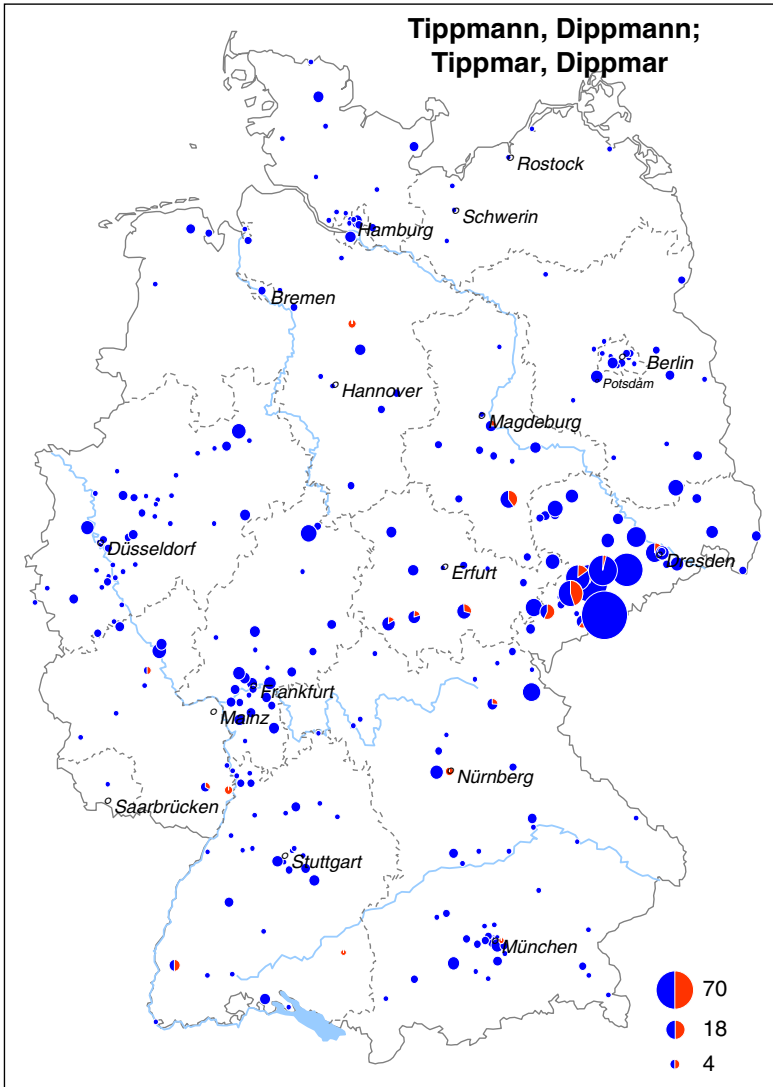 Tippmann, Dippmann;
Tippmar, Dippmar
Rostock
Schwerin
Hamburg
Bremen
Berlin
Potsdam
Hannover
Magdeburg
Düsseldorf
Dresden
Erfurt
Frankfurt
Mainz
Nürnberg
Saarbrücken
Stuttgart
München
70
18
4